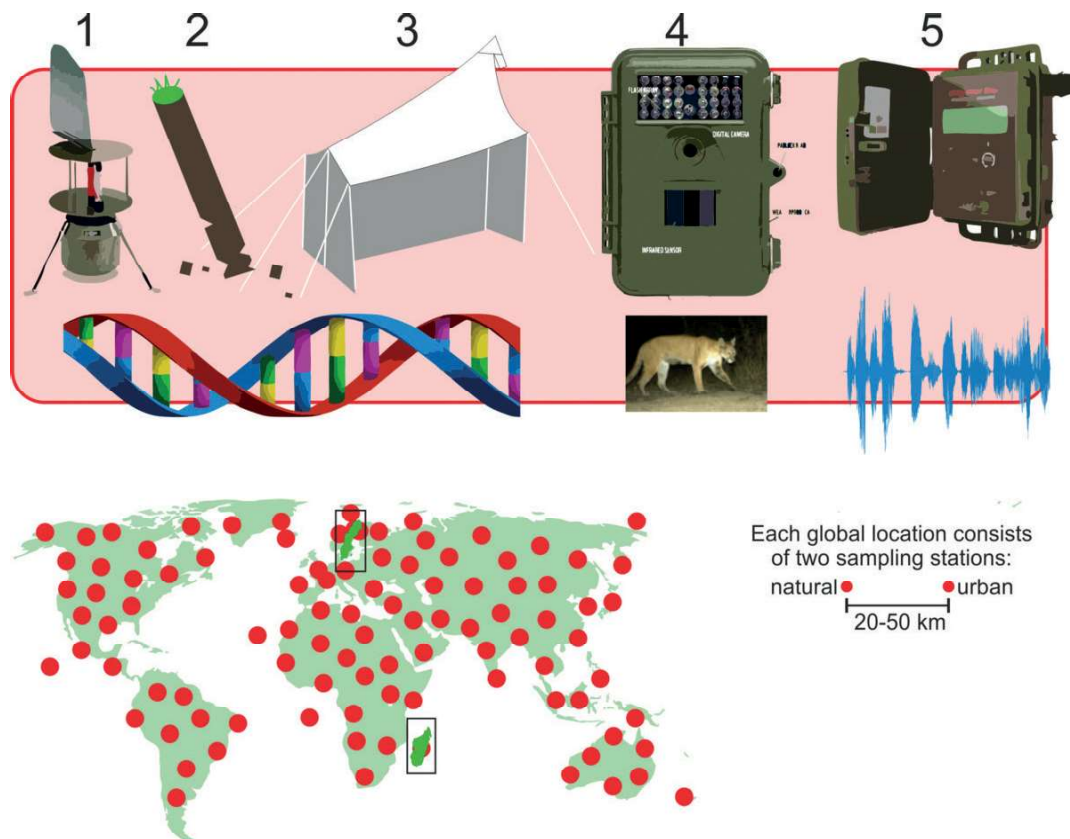 1 2 3 4 5
FLASH
DIGITAL CAMERA
INFRARED SENSOR
Each global location consists
of two sampling stations:
natural urban
20-50 km